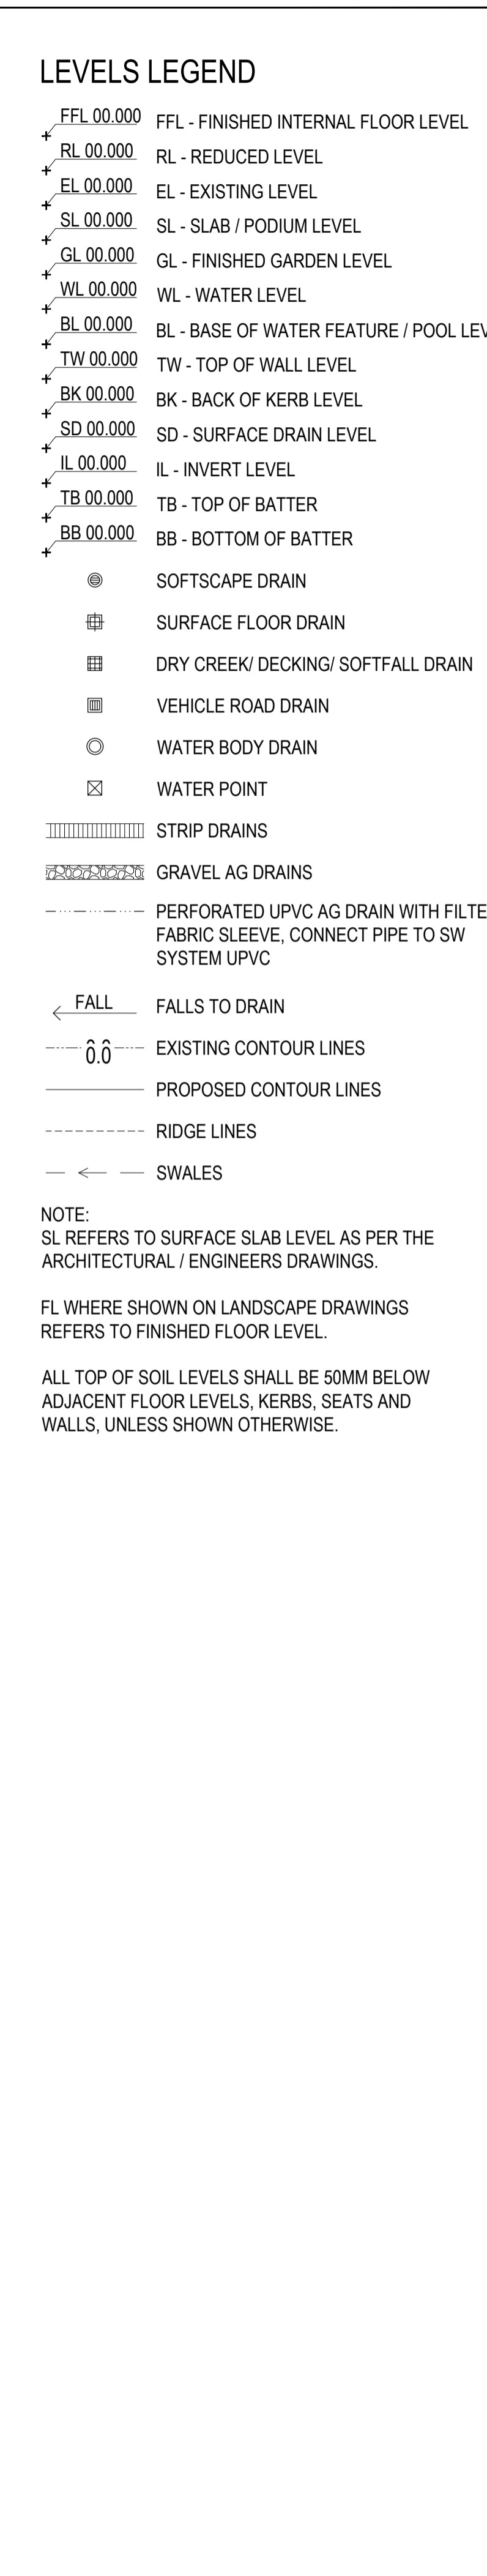 LEVELS LEGEND
FFL 00.000 FFL - FINISHED INTERNAL FLOOR LEVEL
RL 00.000 RL - REDUCED LEVEL
EL 00.000 EL - EXISTING LEVEL
SL 00.000 SL - SLAB / PODIUM LEVEL
GL 00.000 GL - FINISHED GARDEN LEVEL
WL 00.000 WL - WATER LEVEL
BL 00.000 BL - BASE OF WATER FEATURE / POOL LEV
TW 00.000 TW - TOP OF WALL LEVEL
BK 00.000 BK - BACK OF KERB LEVEL
SD 00.000 SD - SURFACE DRAIN LEVEL
IL 00.000 IL - INVERT LEVEL
TB 00.000 TB - TOP OF BATTER
BB 00.000 BB - BOTTOM OF BATTER
SOFTSCAPE DRAIN
SURFACE FLOOR DRAIN
DRY CREEK/ DECKING/ SOFTFALL DRAIN
VEHICLE ROAD DRAIN
WATER BODY DRAIN
WATER POINT
STRIP DRAINS
GRAVEL AG DRAINS
PERFORATED UPVC AG DRAIN WITH FILTE
FABRIC SLEEVE, CONNECT PIPE TO SW
SYSTEM UPVC
FALL FALLS TO DRAIN
0.0 EXISTING CONTOUR LINES
PROPOSED CONTOUR LINES
RIDGE LINES
SWALES
NOTE:
SL REFERS TO SURFACE SLAB LEVEL AS PER THE
ARCHITECTURAL / ENGINEERS DRAWINGS.
FL WHERE SHOWN ON LANDSCAPE DRAWINGS
REFERS TO FINISHED FLOOR LEVEL.
ALL TOP OF SOIL LEVELS SHALL BE 50MM BELOW
ADJACENT FLOOR LEVELS, KERBS, SEATS AND
WALLS, UNLESS SHOWN OTHERWISE.